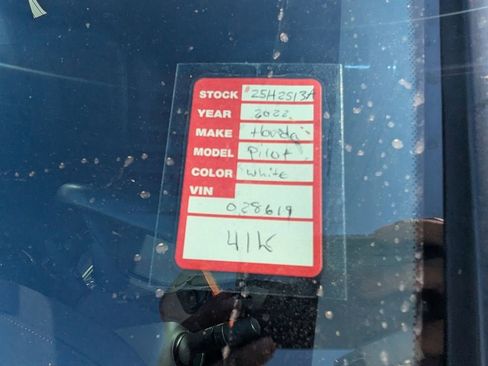 STOCK #25H2513A
YEAR 2022
MAKE Honda
MODEL Pilot
COLOR White
VIN
028619
41K